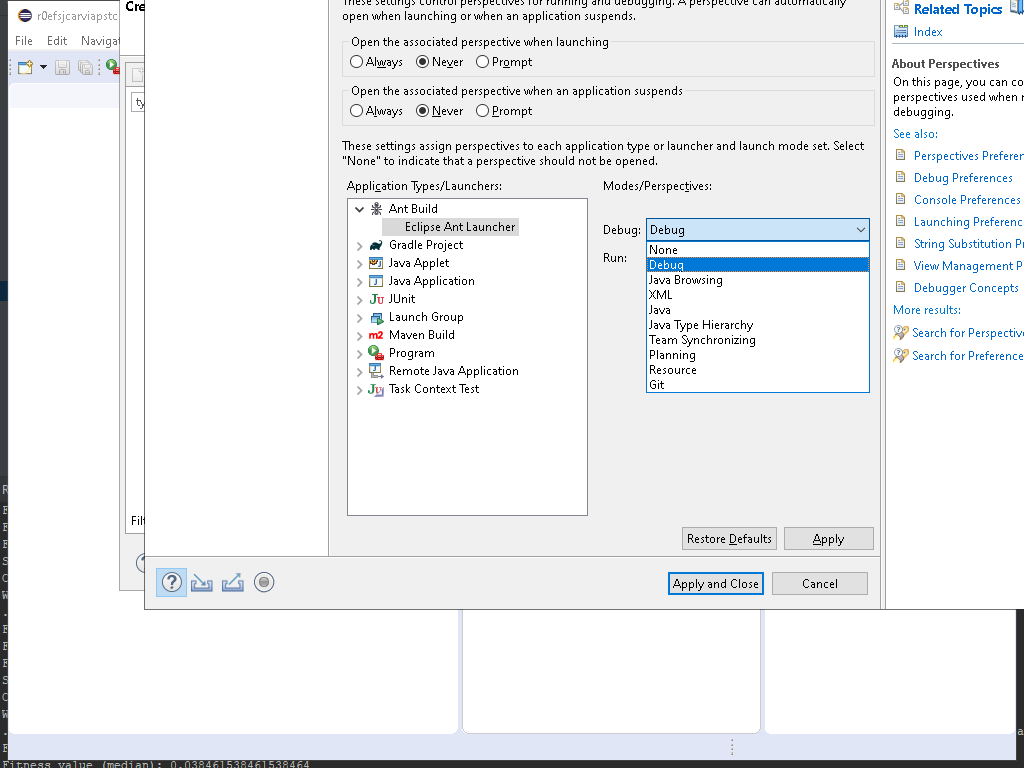 r0efsjcarviapstc
File Edit Navigat
Cre
ty
Filt
These settings control perspectives for running and debugging. A perspective can automatically
open when launching or when an application suspends.
Open the associated perspective when launching
Always Never Prompt
Open the associated perspective when an application suspends
Always Never Prompt
These settings assign perspectives to each application type or launcher and launch mode set. Select
"None" to indicate that a perspective should not be opened.
Application Types/Launchers:
Ant Build
Eclipse Ant Launcher
Gradle Project
Java Applet
Java Application
JUnit
Launch Group
Maven Build
Program
Remote Java Application
Task Context Test
Modes/Perspectives:
Debug: Debug
Run:
None
Debug
Java Browsing
XML
Java
Java Type Hierarchy
Team Synchronizing
Planning
Resource
Git
Restore Defaults Apply
Apply and Close Cancel
Related Topics
Index
About Perspectives
On this page, you can co
perspectives used when r
debugging.
See also:
Perspectives Preferen
Debug Preferences
Console Preferences
Launching Preferenc
String Substitution Pr
View Management P
Debugger Concepts
More results:
Search for Perspective
Search for Preference
Fitness value (median): 0.038461538461538464